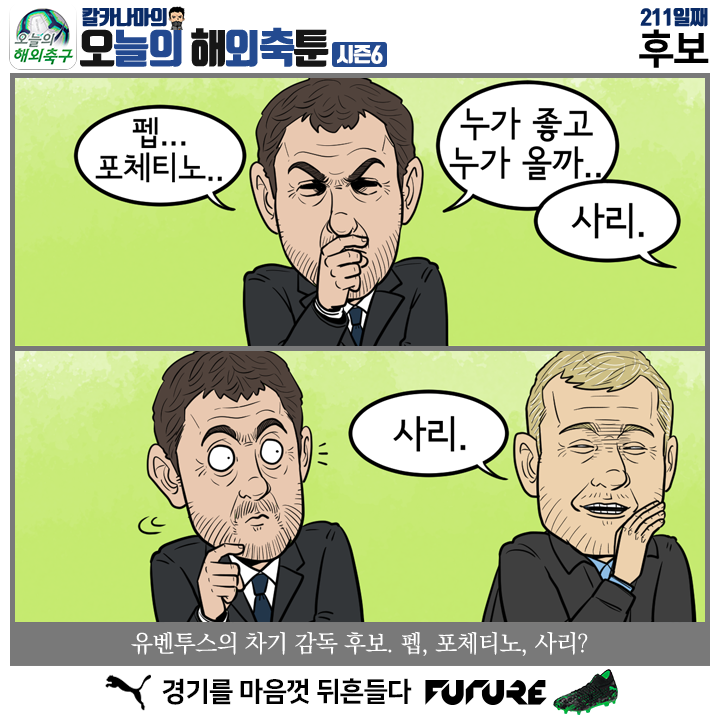 오늘의
해외축구
칼카나마의
오늘의 해외축툰 시즌6
211일째
후보
펩...
포체티노..
누가 좋고
누가 올까..
사리.
사리.
유벤투스의 차기 감독 후보. 펩, 포체티노, 사리?
경기를 마음껏 뒤흔들다 FUTURE